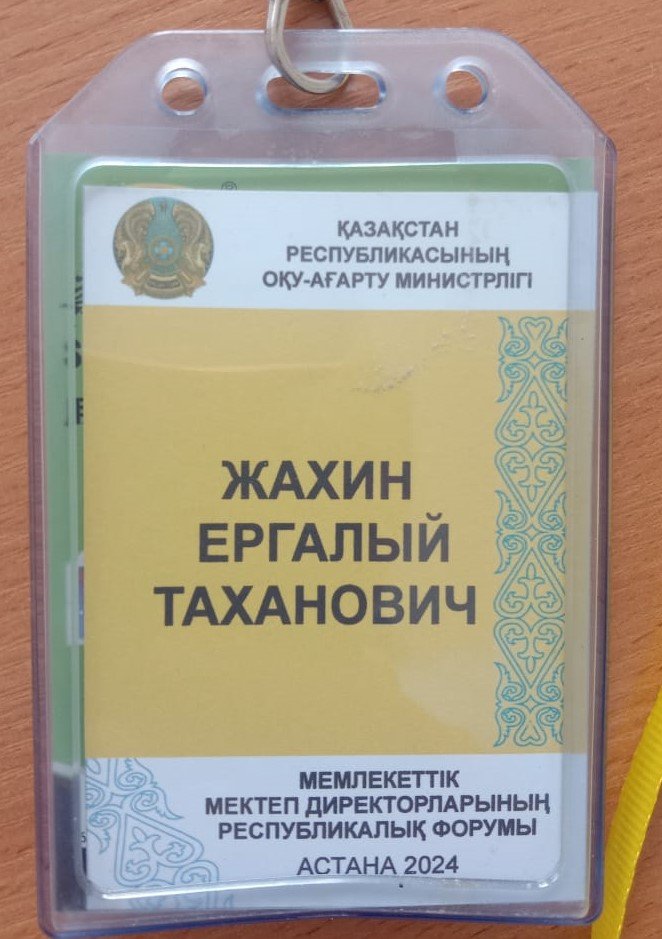 ҚАЗАҚСТАН
РЕСПУБЛИКАСЫНЫҢ
ОҚУ-АҒАРТУ МИНИСТРЛІГІ
ЖАХИН
ЕРГАЛЫЙ
ТАХАНОВИЧ
МЕМЛЕКЕТТІК
МЕКТЕП ДИРЕКТОРЛАРЫНЫҢ
РЕСПУБЛИКАЛЫҚ ФОРУМЫ
АСТАНА 2024